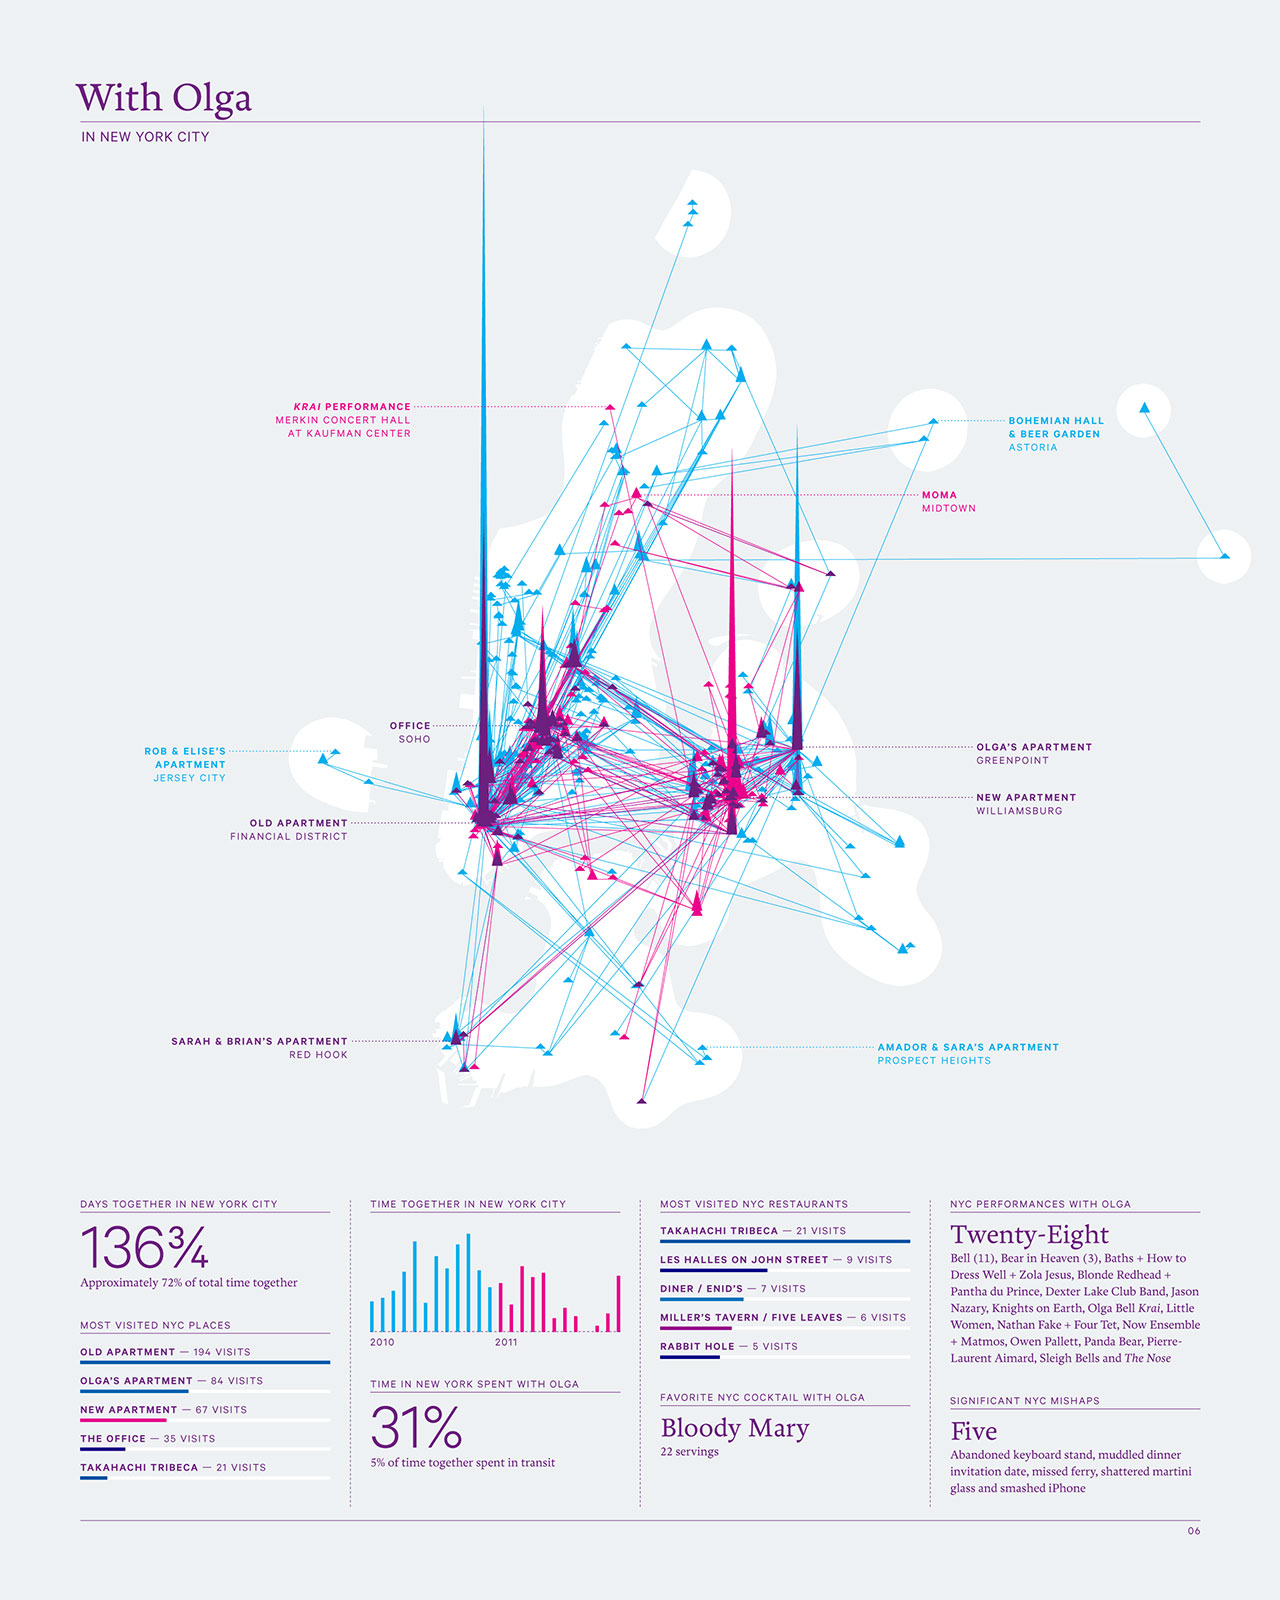 With Olga
IN NEW YORK CITY
KRAI PERFORMANCE
MERKIN CONCERT HALL
AT KAUFMAN CENTER
BOHEMIAN HALL
& BEER GARDEN
ASTORIA
MOMA
MIDTOWN
OFFICE
SOHO
ROB & ELISE'S
APARTMENT
JERSEY CITY
OLGA'S APARTMENT
GREENPOINT
NEW APARTMENT
WILLIAMSBURG
OLD APARTMENT
FINANCIAL DISTRICT
SARAH & BRIAN'S APARTMENT
RED HOOK
AMADOR & SARA'S APARTMENT
PROSPECT HEIGHTS
DAYS TOGETHER IN NEW YORK CITY
136¾
Approximately 72% of total time together
MOST VISITED NYC PLACES
OLD APARTMENT — 194 VISITS
OLGA'S APARTMENT — 84 VISITS
NEW APARTMENT — 67 VISITS
THE OFFICE — 35 VISITS
TAKAHACHI TRIBECA — 21 VISITS
TIME TOGETHER IN NEW YORK CITY
2010 2011
TIME IN NEW YORK SPENT WITH OLGA
31%
5% of time together spent in transit
MOST VISITED NYC RESTAURANTS
TAKAHACHI TRIBECA — 21 VISITS
LES HALLES ON JOHN STREET — 9 VISITS
DINER / ENID'S — 7 VISITS
MILLER'S TAVERN / FIVE LEAVES — 6 VISITS
RABBIT HOLE — 5 VISITS
FAVORITE NYC COCKTAIL WITH OLGA
Bloody Mary
22 servings
NYC PERFORMANCES WITH OLGA
Twenty-Eight
Bell (11), Bear in Heaven (3), Baths + How to
Dress Well + Zola Jesus, Blonde Redhead +
Pantha du Prince, Dexter Lake Club Band, Jason
Nazary, Knights on Earth, Olga Bell Krai, Little
Women, Nathan Fake + Four Tet, Now Ensemble
+ Matmos, Owen Pallett, Panda Bear, Pierre-
Laurent Aimard, Sleigh Bells and The Nose
SIGNIFICANT NYC MISHAPS
Five
Abandoned keyboard stand, muddled dinner
invitation date, missed ferry, shattered martini
glass and smashed iPhone
06